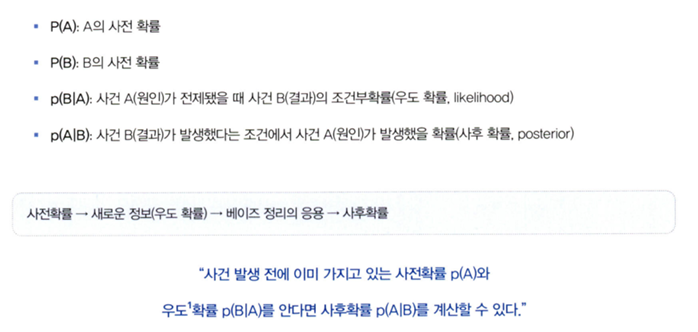 ▪ P(A): A의 사전 확률
▪ P(B): B의 사전 확률
▪ p(B|A): 사건 A(원인)가 전제됐을 때 사건 B(결과)의 조건부확률(우도 확률, likelihood)
▪ p(A|B): 사건 B(결과)가 발생했다는 조건에서 사건 A(원인)가 발생했을 확률(사후 확률, posterior)
사전확률 → 새로운 정보(우도 확률) → 베이즈 정리의 응용 → 사후확률
“사건 발생 전에 이미 가지고 있는 사전확률 p(A)와
우도¹확률 p(B|A)를 안다면 사후확률 p(A|B)를 계산할 수 있다.”